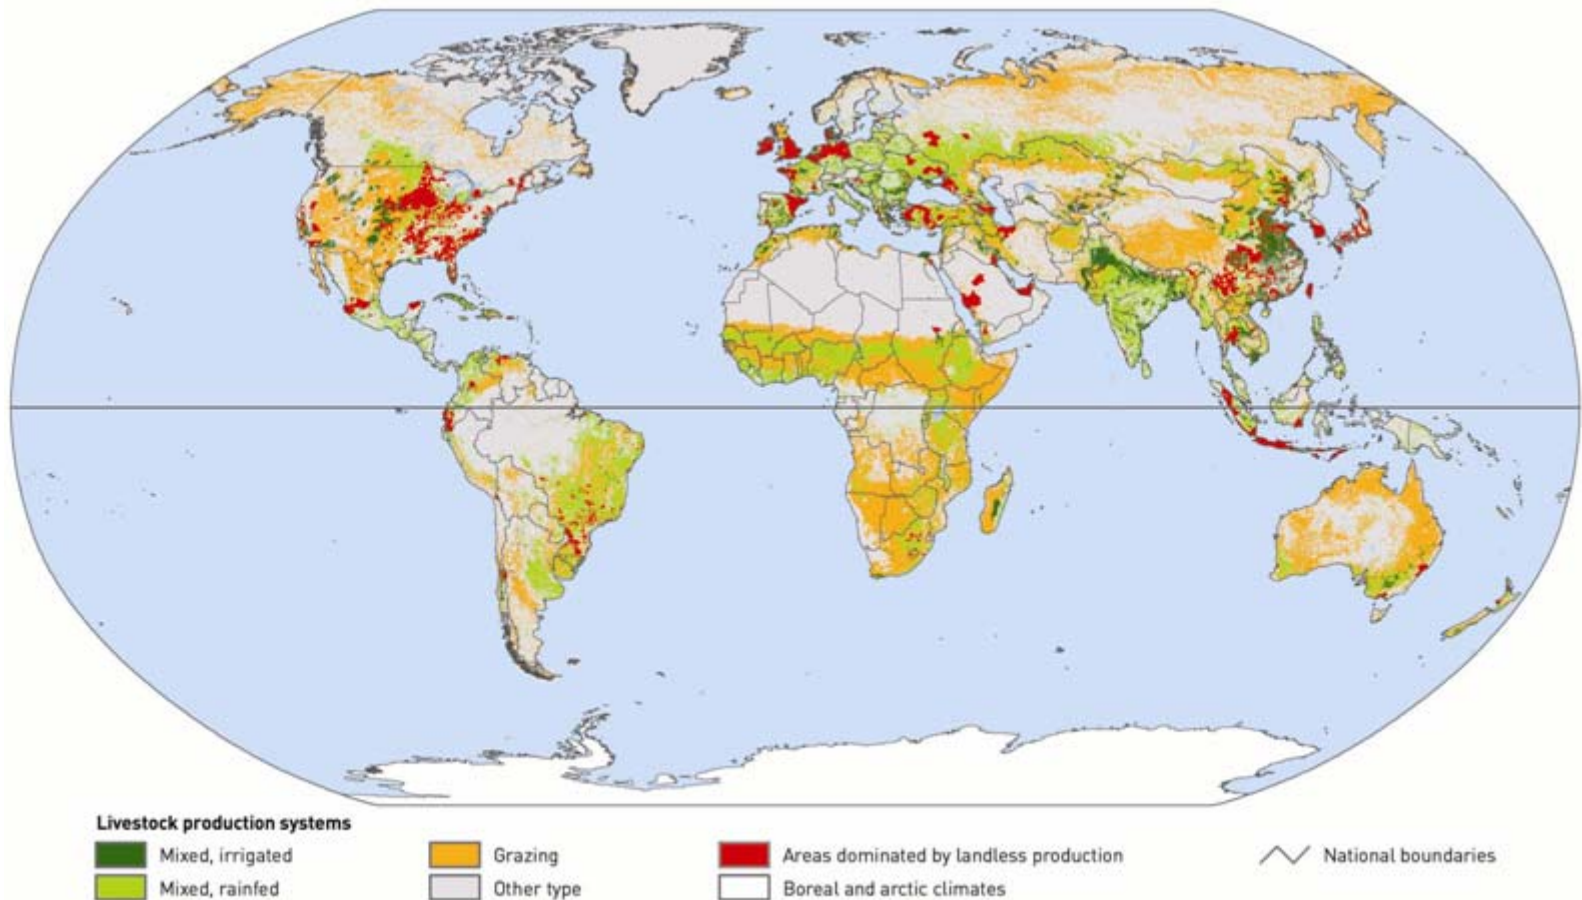 Livestock production systems
Mixed, irrigated
Grazing
Areas dominated by landless production
National boundaries
Mixed, rainfed
Other type
Boreal and arctic climates